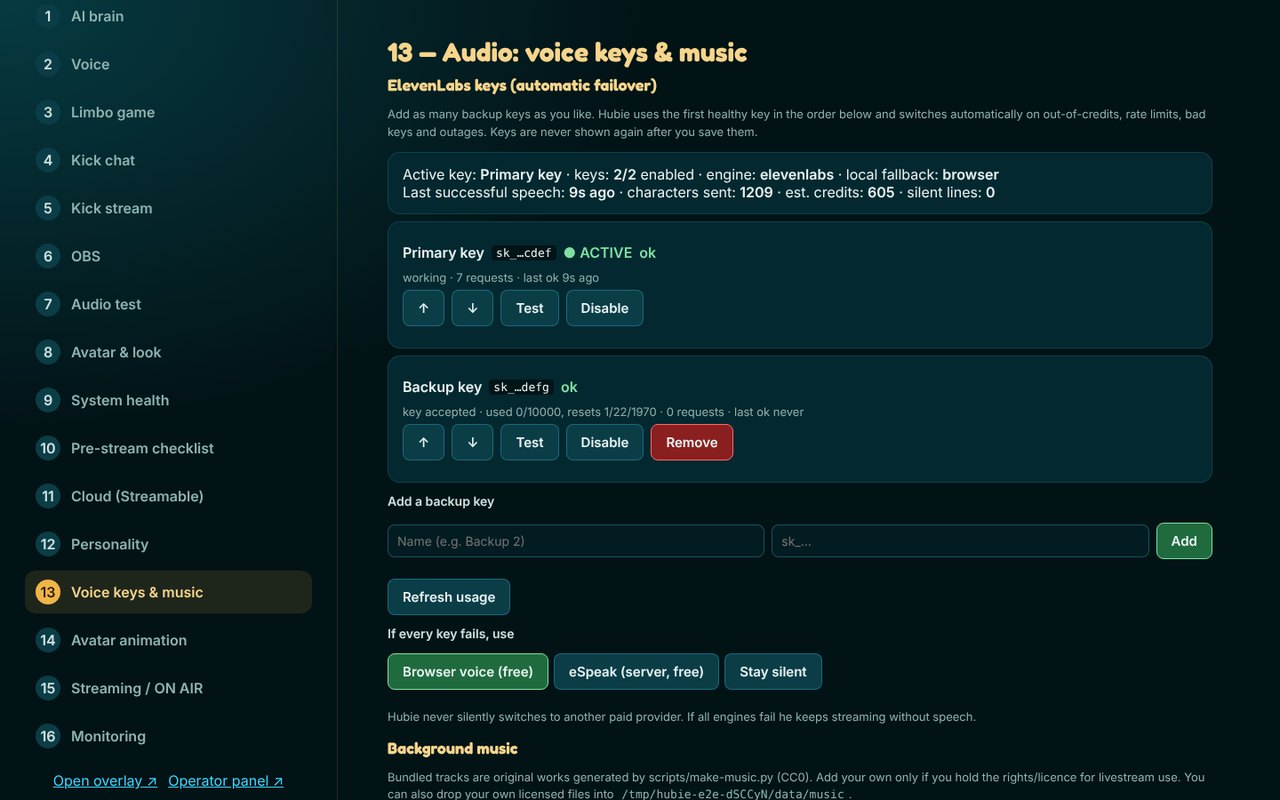 1 AI brain
2 Voice
3 Limbo game
4 Kick chat
5 Kick stream
6 OBS
7 Audio test
8 Avatar & look
9 System health
10 Pre-stream checklist
11 Cloud (Streamable)
12 Personality
13 Voice keys & music
14 Avatar animation
15 Streaming / ON AIR
16 Monitoring
Open overlay ↗ Operator panel ↗
13 — Audio: voice keys & music
ElevenLabs keys (automatic failover)
Add as many backup keys as you like. Hubie uses the first healthy key in the order below and switches automatically on out-of-credits, rate limits, bad
keys and outages. Keys are never shown again after you save them.
Active key: Primary key · keys: 2/2 enabled · engine: elevenlabs · local fallback: browser
Last successful speech: 9s ago · characters sent: 1209 · est. credits: 605 · silent lines: 0
Primary key sk_…cdef ● ACTIVE ok
working · 7 requests · last ok 9s ago
↑ ↓ Test Disable
Backup key sk_…defg ok
key accepted · used 0/10000, resets 1/22/1970 · 0 requests · last ok never
↑ ↓ Test Disable Remove
Add a backup key
Name (e.g. Backup 2) sk_... Add
Refresh usage
If every key fails, use
Browser voice (free) eSpeak (server, free) Stay silent
Hubie never silently switches to another paid provider. If all engines fail he keeps streaming without speech.
Background music
Bundled tracks are original works generated by scripts/make-music.py (CC0). Add your own only if you hold the rights/licence for livestream use. You
can also drop your own licensed files into /tmp/hubie-e2e-dSCCyN/data/music .